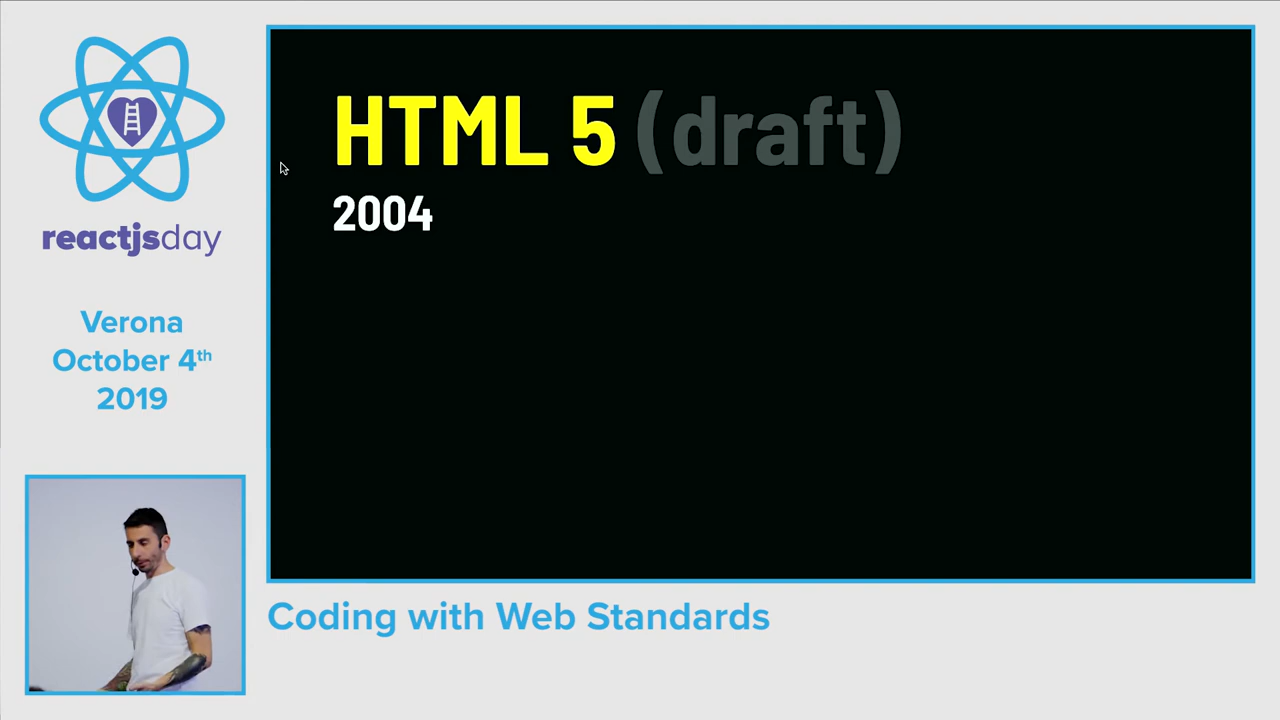 reactjsday
Verona
October 4th
2019
HTML 5 (draft)
2004
Coding with Web Standards